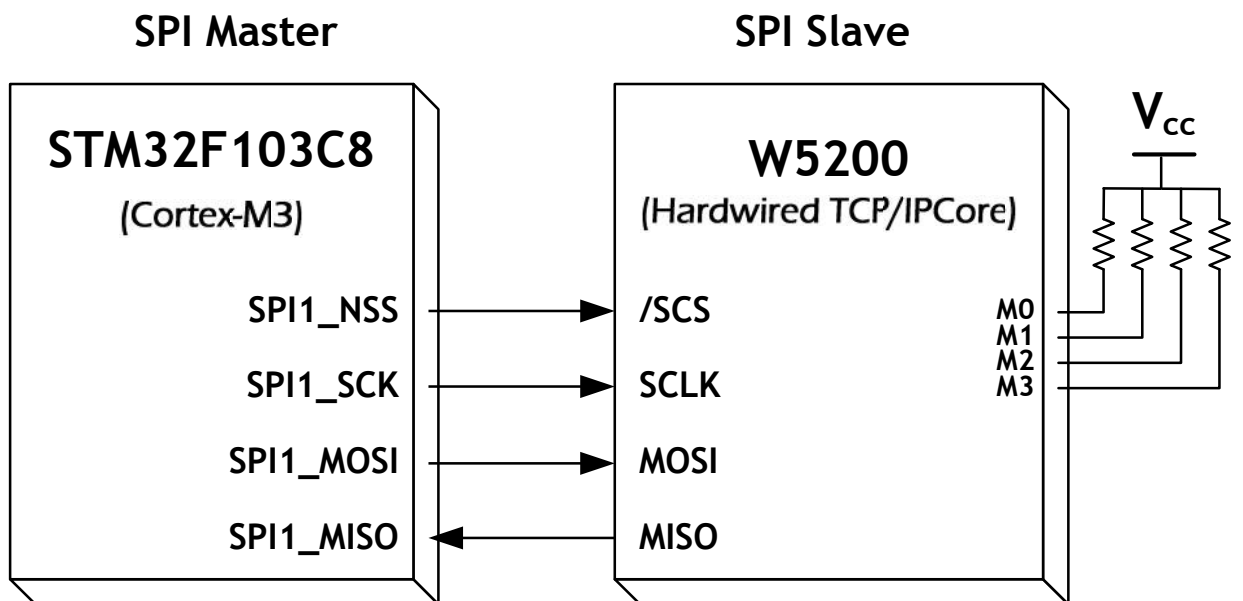 SPI Master
SPI Slave
STM32F103C8
(Cortex-M3)
SPI1_NSS
SPI1_SCK
SPI1_MOSI
SPI1_MISO
W5200
(Hardwired TCP/IPCore)
/SCS
SCLK
MOSI
MISO
M0
M1
M2
M3
Vcc